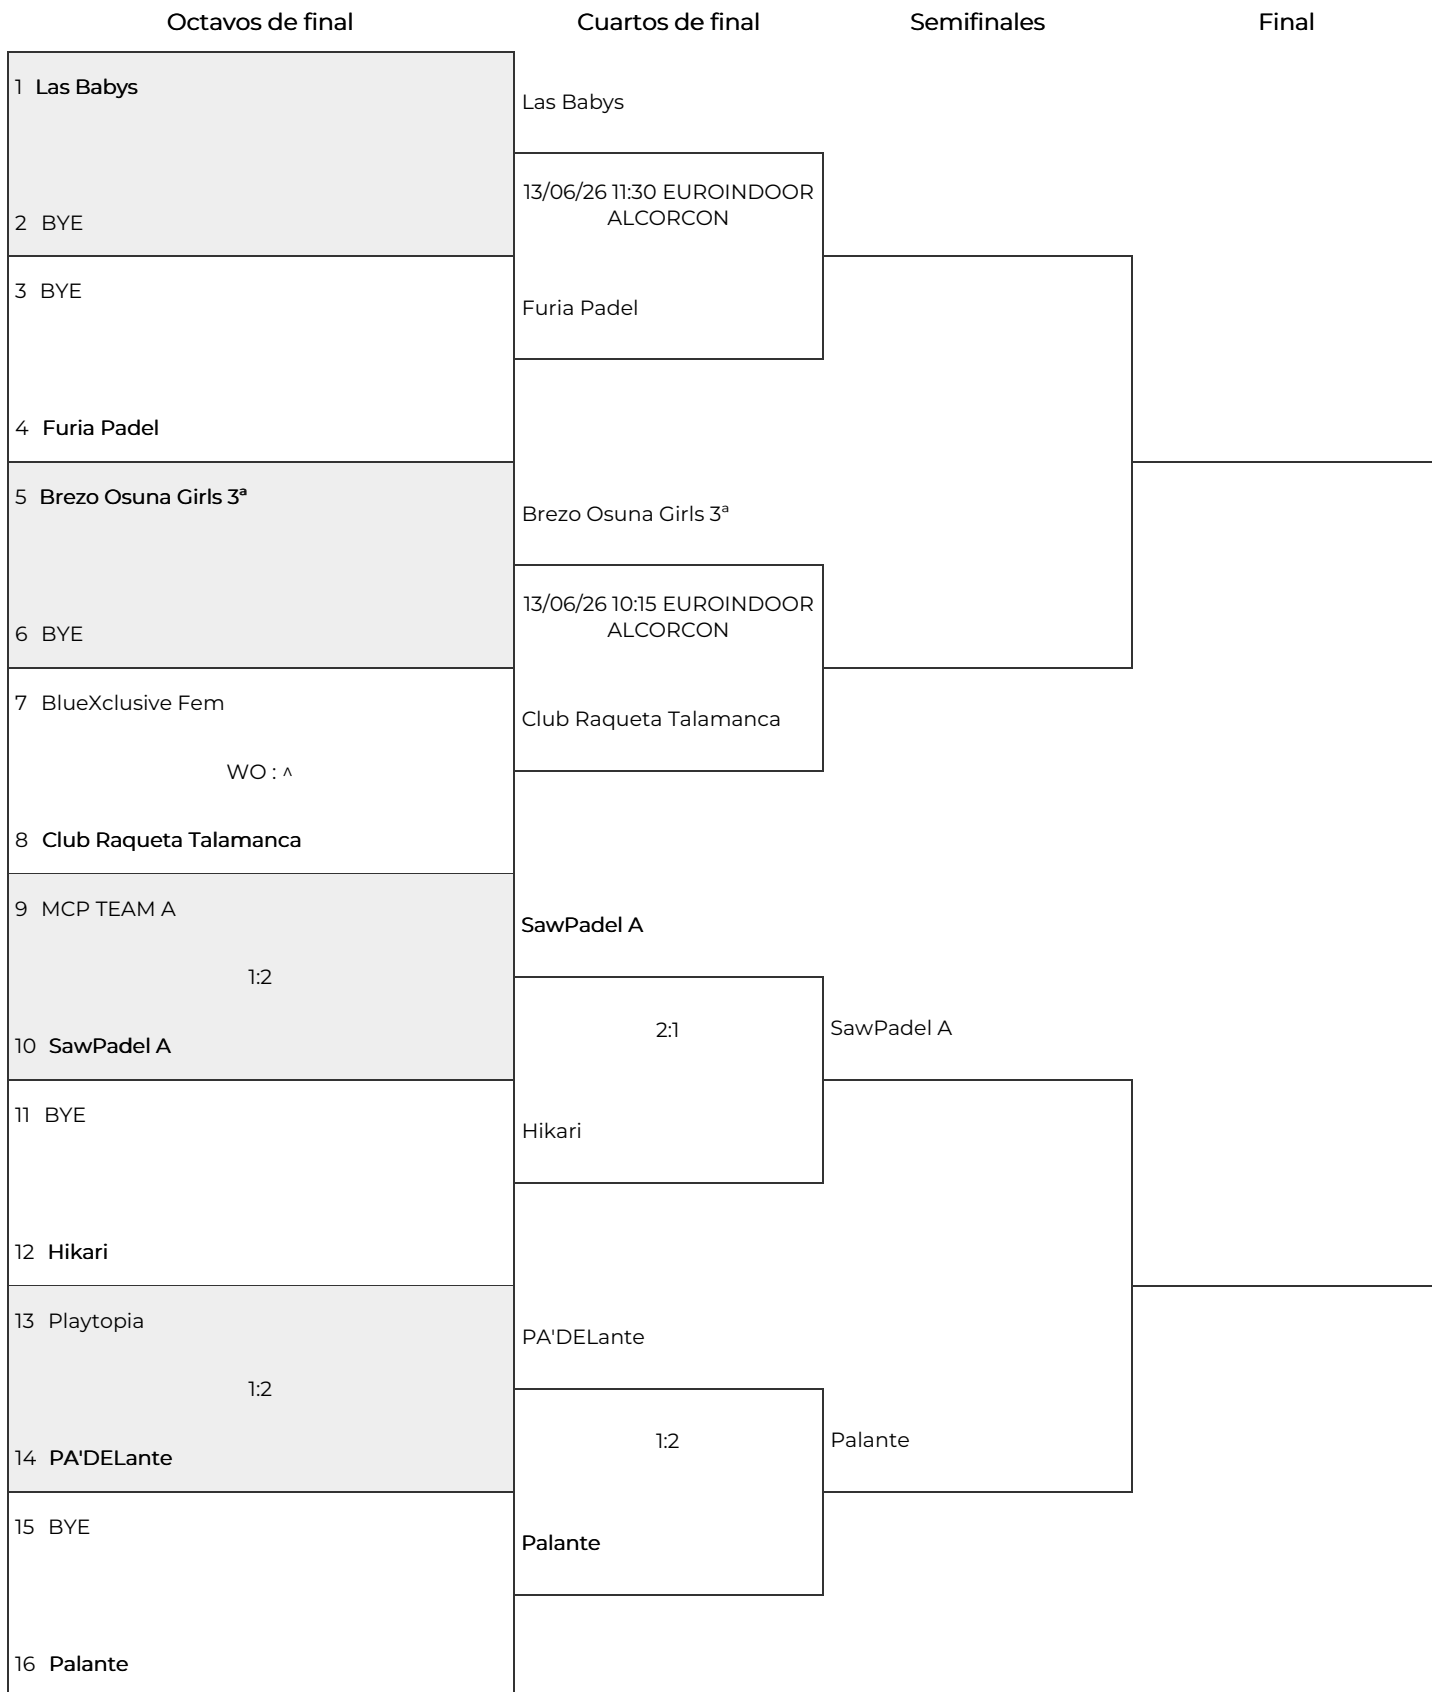 Octavos de final
Cuartos de final
Semifinales
Final
1 Las Babys
2 BYE
3 BYE
4 Furia Padel
5 Brezo Osuna Girls 3ª
6 BYE
7 BlueXclusive Fem
WO : ^
8 Club Raqueta Talamanca
9 MCP TEAM A
1:2
10 SawPadel A
11 BYE
12 Hikari
13 Playtopia
1:2
14 PA'DELante
15 BYE
16 Palante
Las Babys
13/06/26 11:30 EUROINDOOR
ALCORCON
Furia Padel
Brezo Osuna Girls 3ª
13/06/26 10:15 EUROINDOOR
ALCORCON
Club Raqueta Talamanca
SawPadel A
2:1
Hikari
PA'DELante
1:2
Palante
SawPadel A
Palante